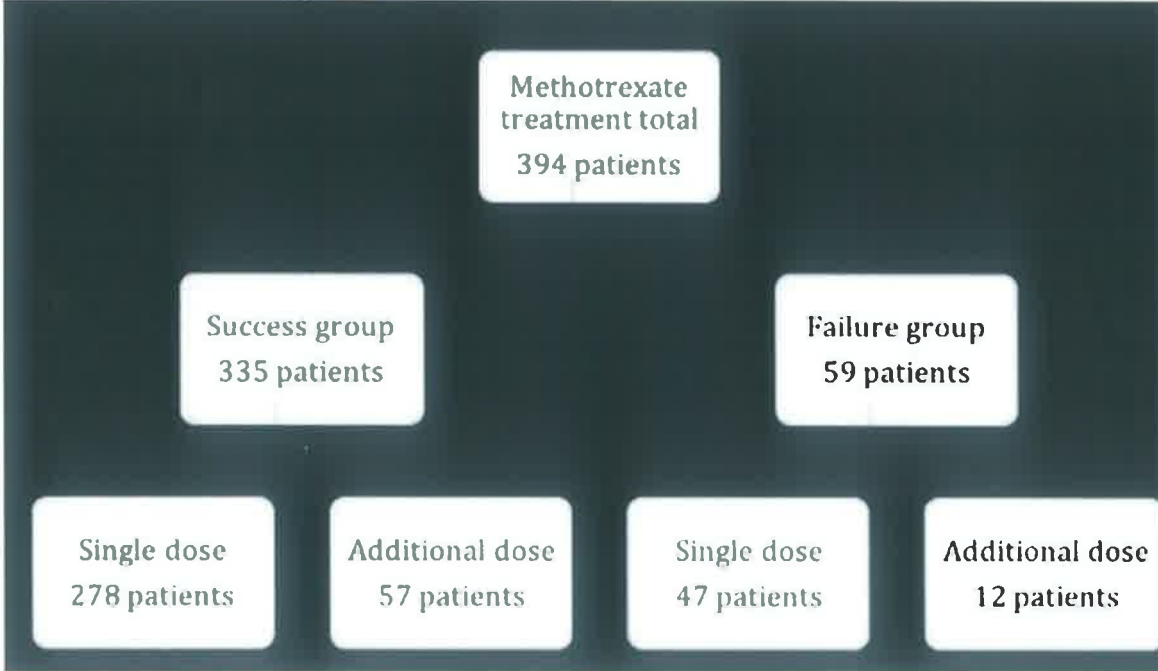 Methotrexate
treatment total
394 patients
Success group
335 patients
Failure group
59 patients
Single dose
278 patients
Additional dose
57 patients
Single dose
47 patients
Additional dose
12 patients